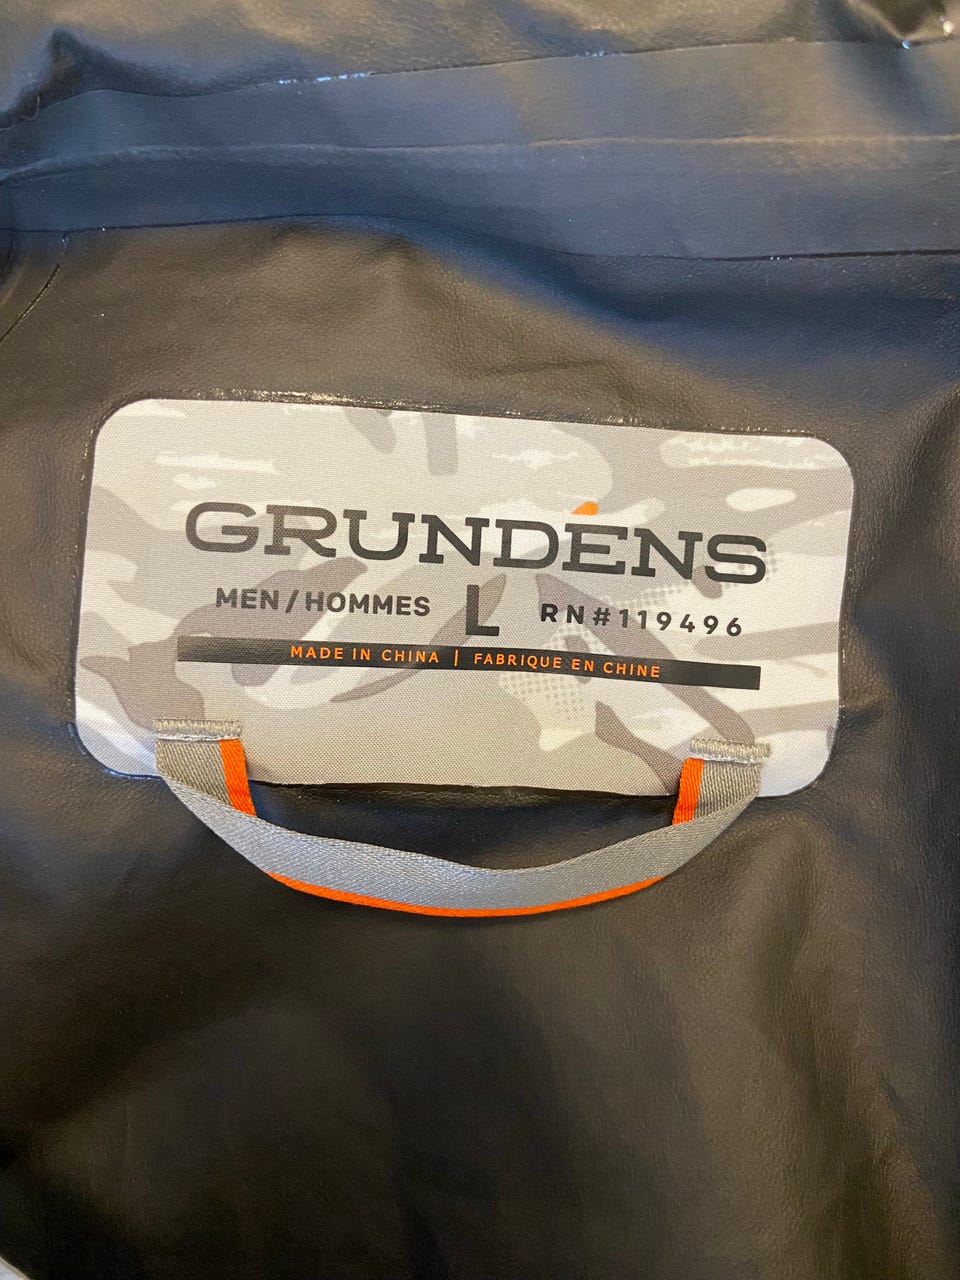 GRUNDÉNS
MEN / HOMMES L RN#119496
MADE IN CHINA | FABRIQUE EN CHINE